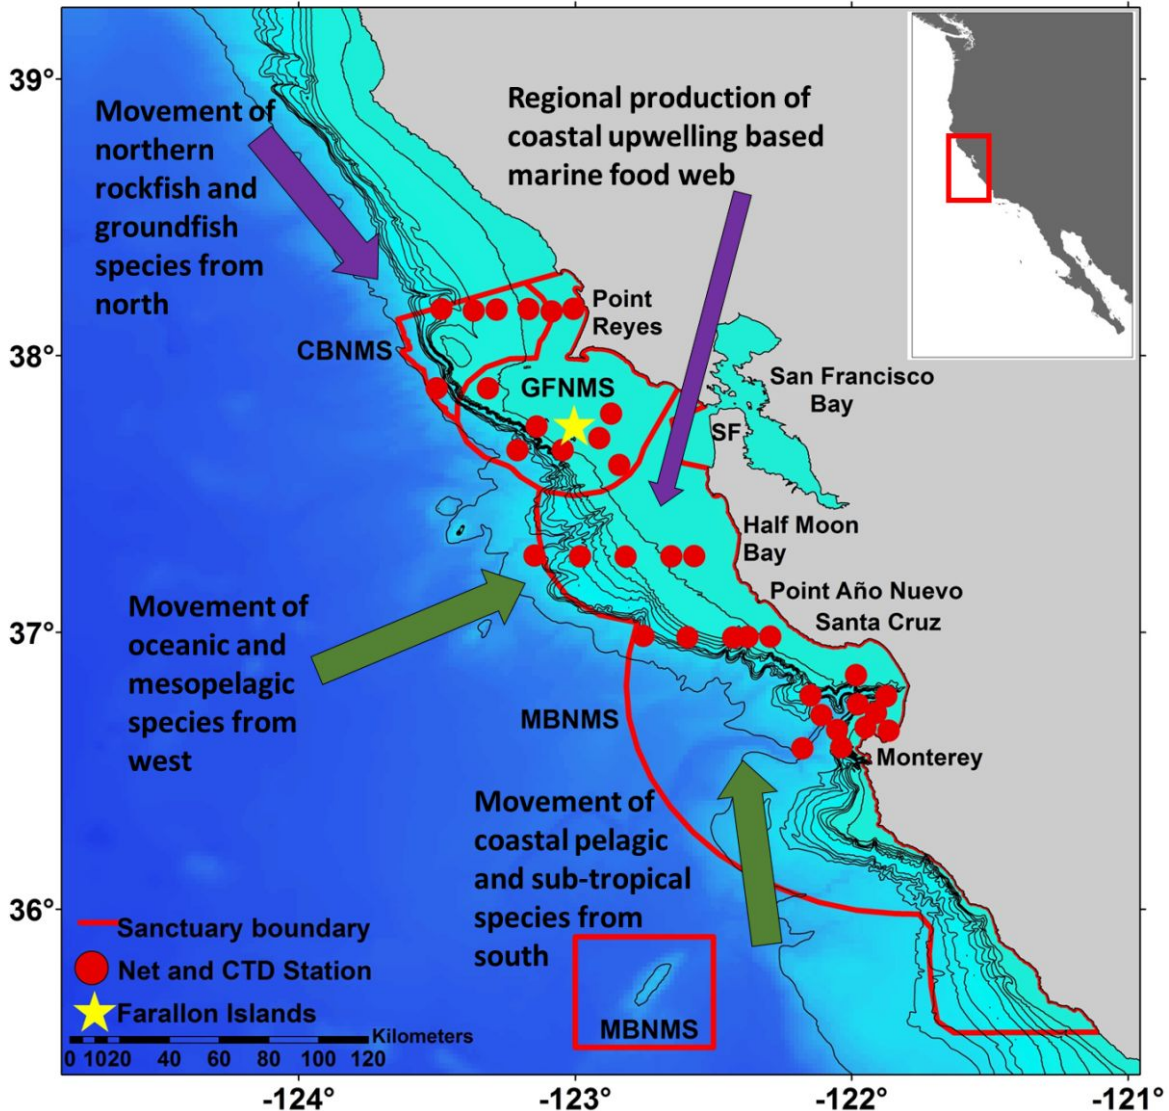 39°
38°
37°
36°
Movement of
northern
rockfish and
groundfish
species from
north
Regional production of
coastal upwelling based
marine food web
Point
Reyes
CBNMS
GFNMS
San Francisco
Bay
SF
Half Moon
Bay
Point Año Nuevo
Santa Cruz
Movement of
oceanic and
mesopelagic
species from
west
MBNMS
Monterey
Movement of
coastal pelagic
and sub-tropical
species from
south
MBNMS
Sanctuary boundary
Net and CTD Station
Farallon Islands
Kilometers
0 10 20 40 60 80 100 120
-124° -123° -122° -121°